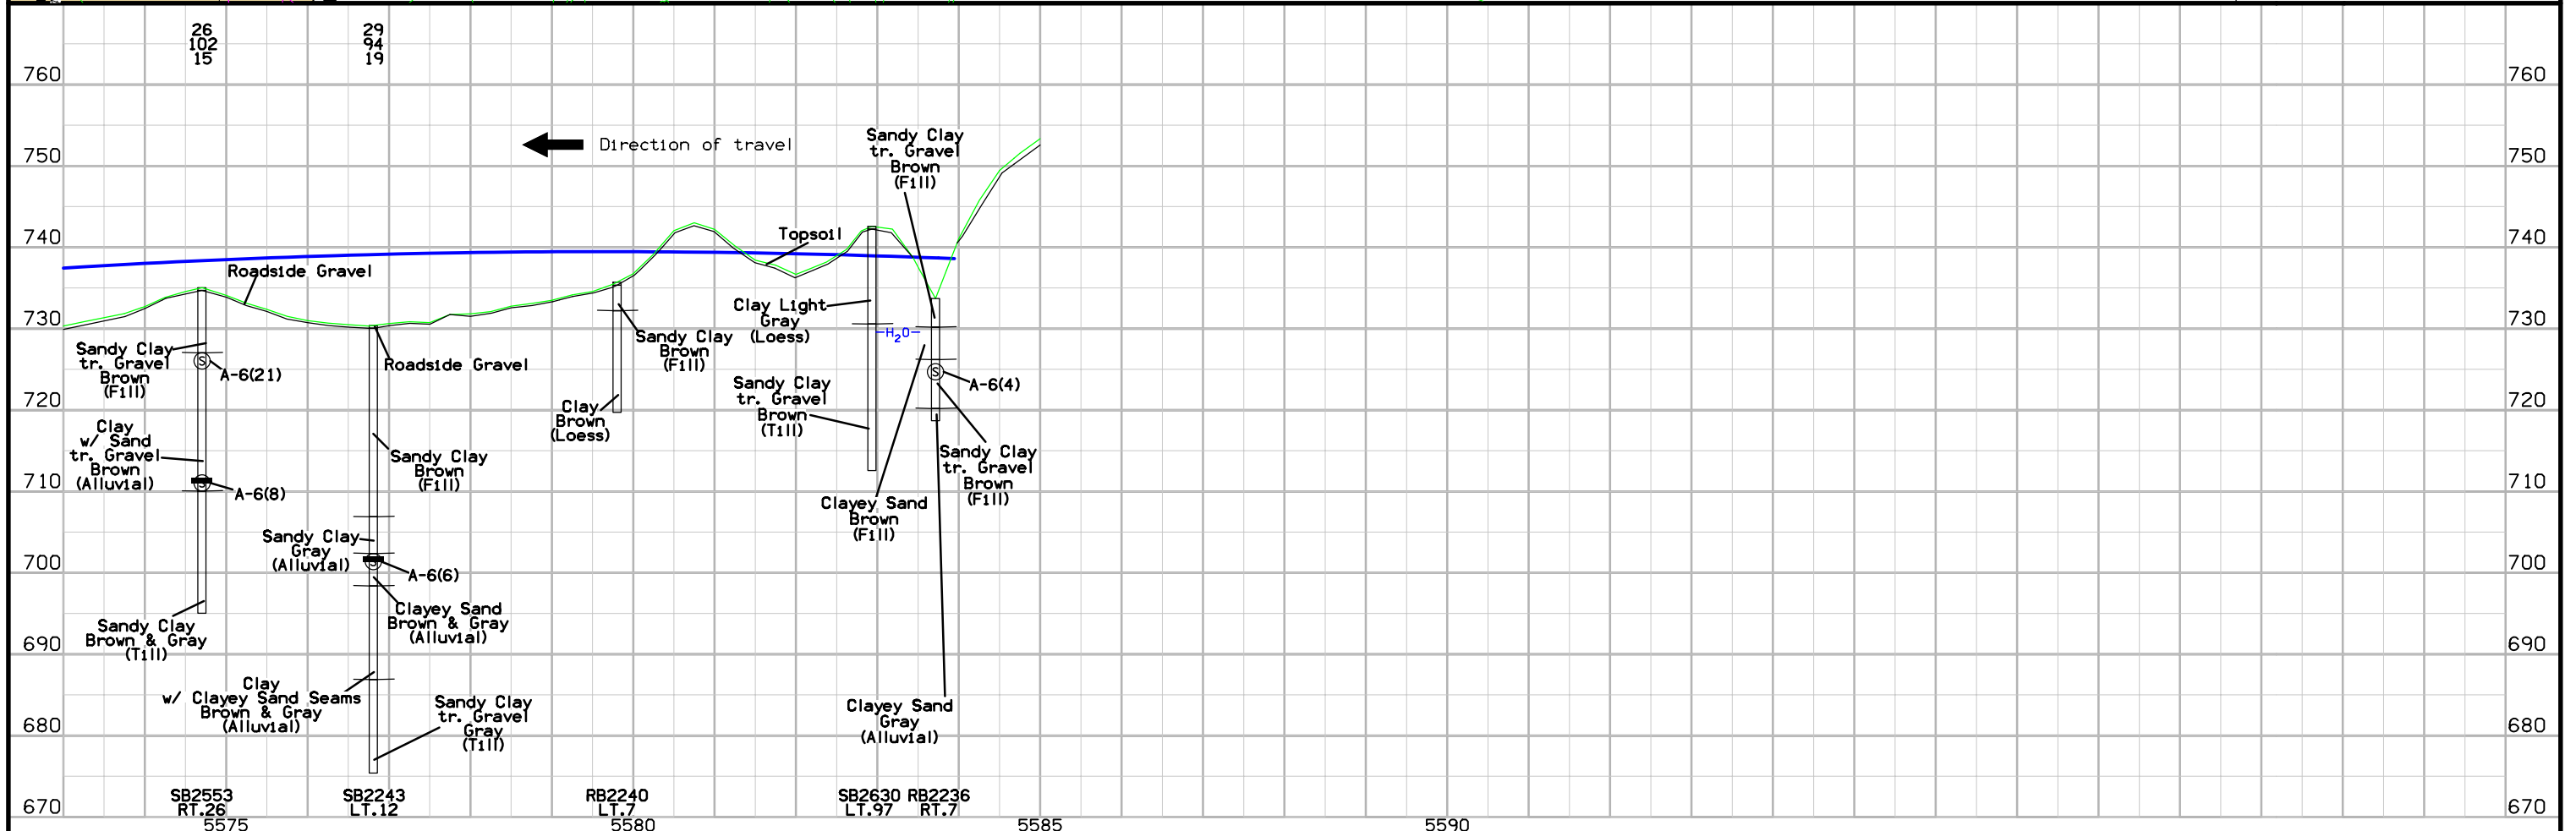 26
102
15
29
94
19
760
760
Direction of travel
Sandy Clay
tr. Gravel
Brown
(Fill)
750
750
740
740
Topsoil
Roadside Gravel
730
730
Clay Light
Gray
(Loess)
H2O
Sandy Clay
Brown
(Fill)
Sandy Clay
tr. Gravel
Brown
(Fill)
S
A-6(21)
Roadside Gravel
S
A-6(4)
Sandy Clay
tr. Gravel
Brown
(Till)
720
720
Clay
Brown
(Loess)
Clay
w/ Sand
tr. Gravel
Brown
(Alluvial)
S
A-6(8)
Sandy Clay
Brown
(Fill)
Sandy Clay
tr. Gravel
Brown
(Fill)
710
710
Clayey Sand
Brown
(Fill)
Sandy Clay
Gray
(Alluvial)
S
A-6(6)
700
700
Clayey Sand
Brown & Gray
(Alluvial)
Sandy Clay
Brown & Gray
(Till)
690
690
Clay
w/ Clayey Sand Seams
Brown & Gray
(Alluvial)
Sandy Clay
tr. Gravel
Gray
(Till)
Clayey Sand
Gray
(Alluvial)
680
680
SB2553
RT.26
SB2243
LT.12
RB2240
LT.7
SB2630
LT.97
RB2236
RT.7
670
670
5575
5580
5585
5590